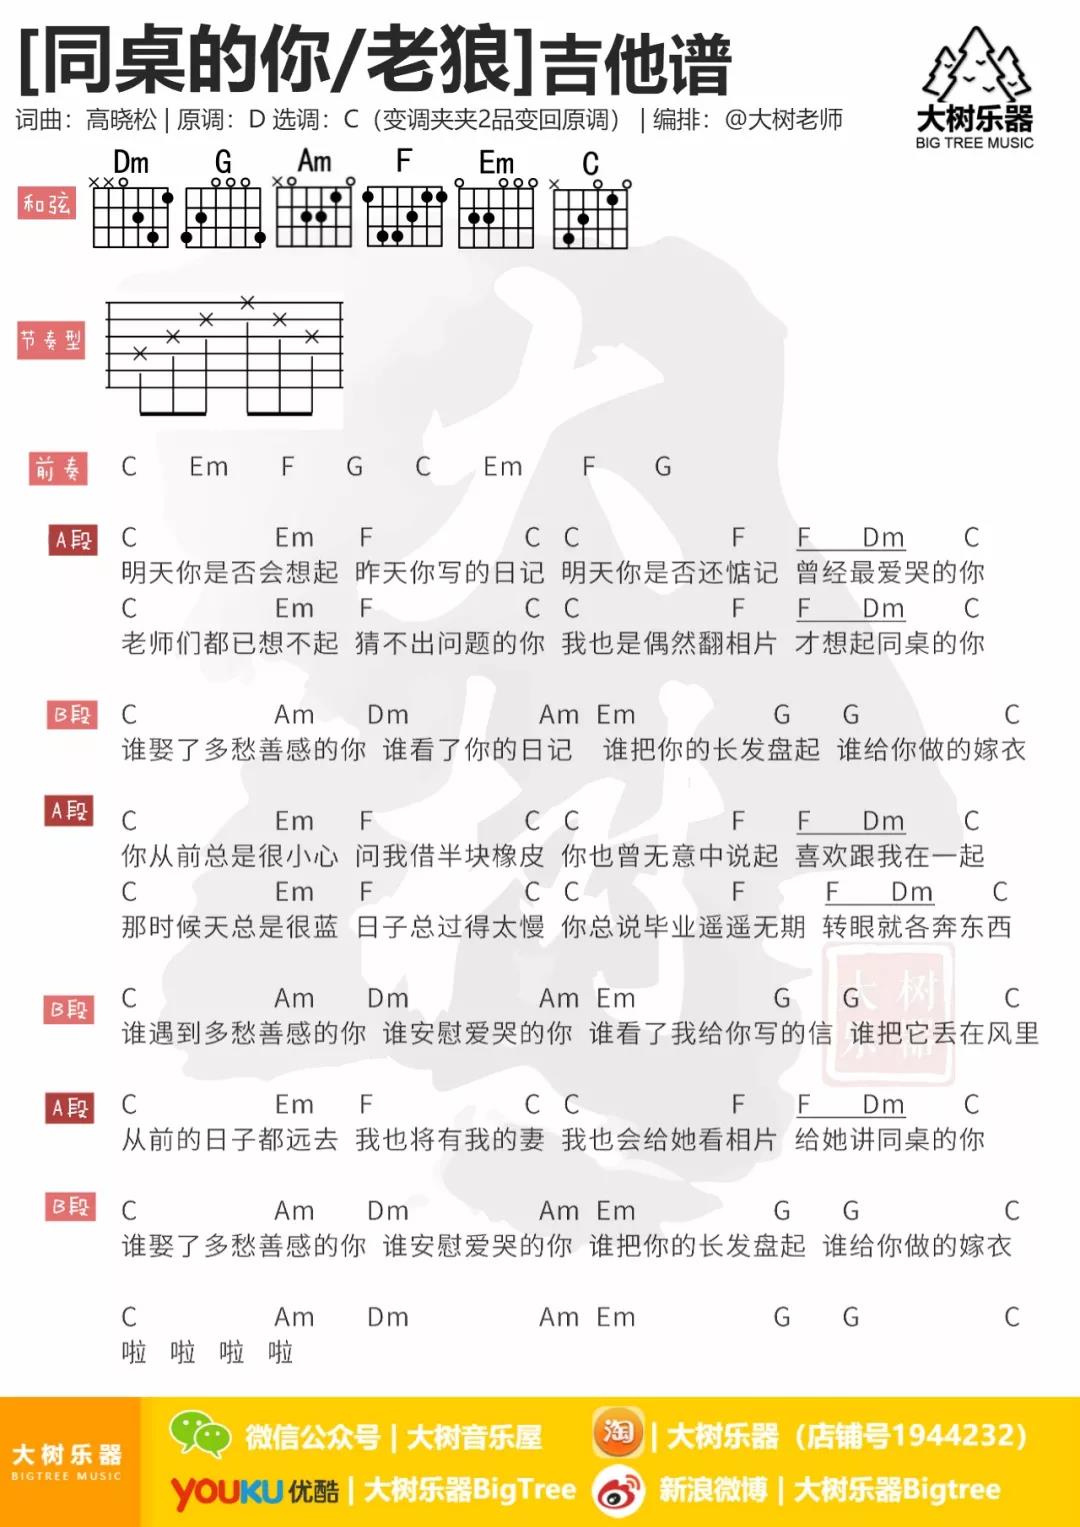 [同桌的你/老狼]吉他谱
词曲：高晓松 | 原调：D 选调：C（变调夹夹2品变回原调） | 编排：@大树老师
大树乐器
BIG TREE MUSIC
和弦 Dm G Am F Em C
节奏型
前奏 C Em F G C Em F G
A段 C Em F C C F F Dm C
明天你是否会想起 昨天你写的日记 明天你是否还惦记 曾经最爱哭的你
C Em F C C F F Dm C
老师们都已想不起 猜不出问题的你 我也是偶然翻相片 才想起同桌的你
B段 C Am Dm Am Em G G C
谁娶了多愁善感的你 谁看了你的日记 谁把你的长发盘起 谁给你做的嫁衣
A段 C Em F C C F F Dm C
你从前总是很小心 问我借半块橡皮 你也曾无意中说起 喜欢跟我在一起
C Em F C C F F Dm C
那时候天总是很蓝 日子总过得太慢 你总说毕业遥遥无期 转眼就各奔东西
B段 C Am Dm Am Em G G C
谁遇到多愁善感的你 谁安慰爱哭的你 谁看了我给你写的信 谁把它丢在风里
A段 C Em F C C F F Dm C
从前的日子都远去 我也将有我的妻 我也会给她看相片 给她讲同桌的你
B段 C Am Dm Am Em G G C
谁娶了多愁善感的你 谁安慰爱哭的你 谁把你的长发盘起 谁给你做的嫁衣
C Am Dm Am Em G G C
啦 啦 啦 啦
大树
大树乐器
大树乐器
BIGTREE MUSIC
微信公众号 | 大树音乐屋
淘 | 大树乐器（店铺号1944232）
YOUKU 优酷 | 大树乐器BigTree
新浪微博 | 大树乐器Bigtree